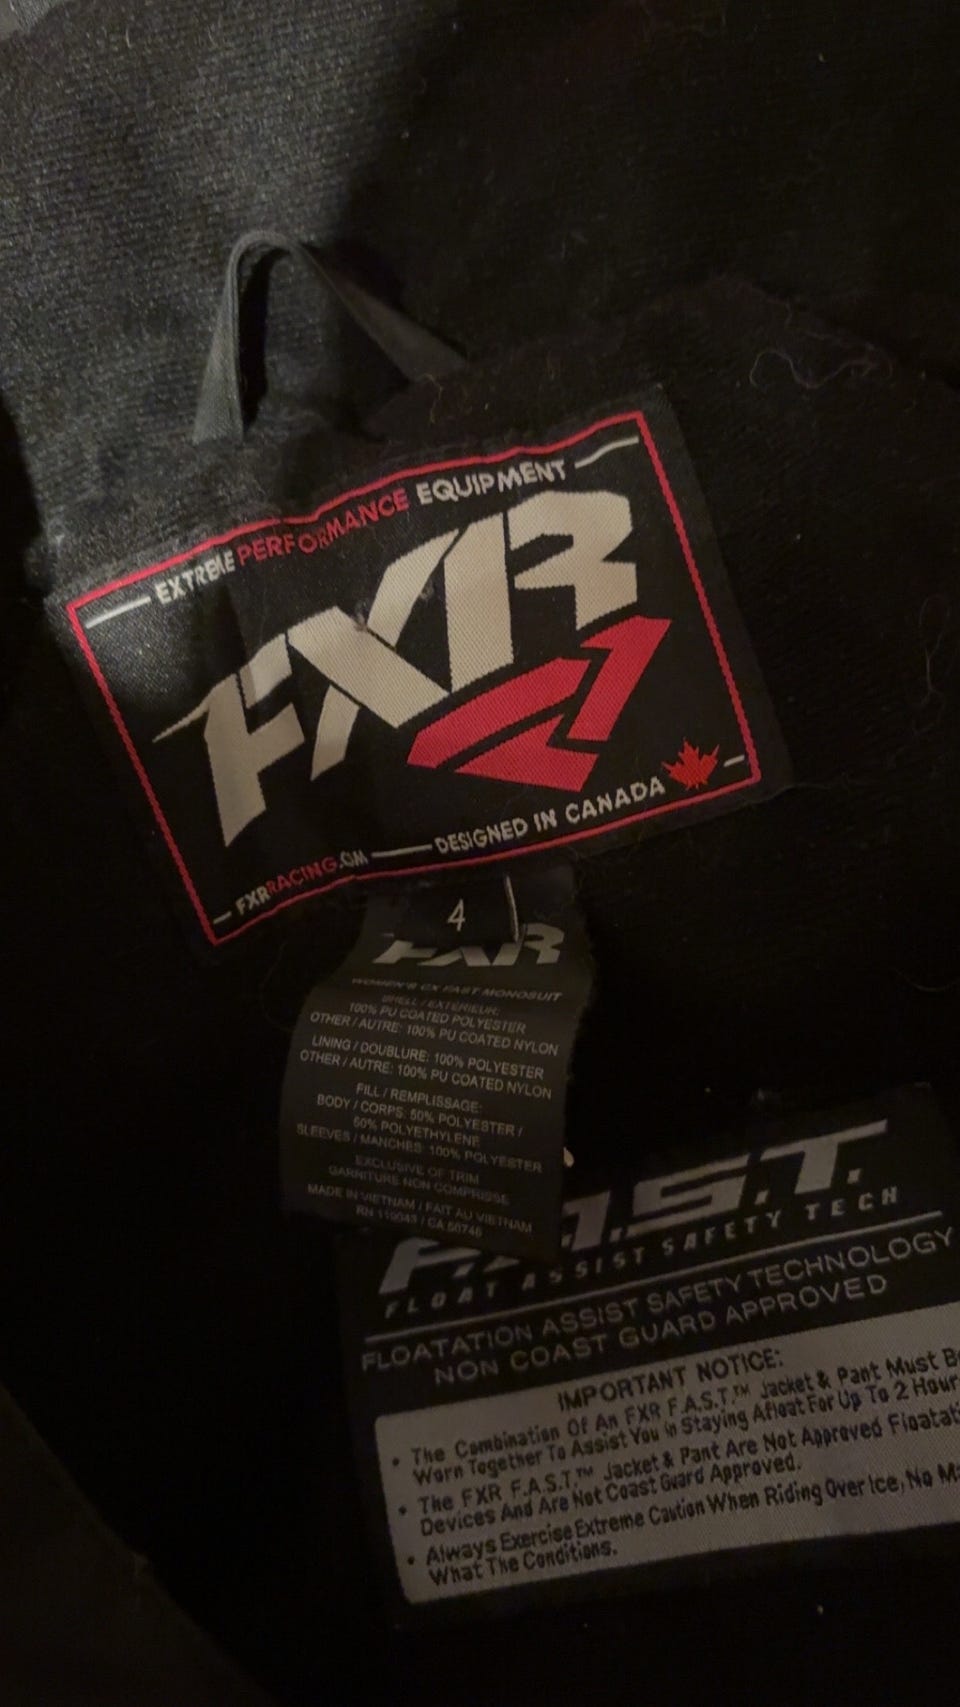 EXTREME PERFORMANCE EQUIPMENT
FXR
FXRRACING.COM
DESIGNED IN CANADA
4
FXR
WOMEN'S CX FAST MONOSUIT
SHELL / EXTERIEUR:
100% PU COATED POLYESTER
OTHER / AUTRE: 100% PU COATED NYLON
LINING / DOUBLURE: 100% POLYESTER
OTHER / AUTRE: 100% PU COATED NYLON
FILL / REMPLISSAGE:
BODY / CORPS: 50% POLYESTER /
50% POLYETHYLENE
SLEEVES / MANCHES: 100% POLYESTER
EXCLUSIVE OF TRIM
GARNITURE NON COMPRISSE
MADE IN VIETNAM / FAIT AU VIETNAM
F.A.S.T.
FLOAT ASSIST SAFETY TECH
FLOATATION ASSIST SAFETY TECHNOLOGY
NON COAST GUARD APPROVED
IMPORTANT NOTICE:
• The Combination Of An FXR F.A.S.T.™ Jacket & Pant Must
Worn Together To Assist You in Staying Afloat For Up To 2 Hour
• The FXR F.A.S.T.™ Jacket & Pant Are Not Approved
Devices And Are Not Coast Guard Approved.
• Always Exercise Extreme Caution When Riding Over Ice, No
What The Conditions.